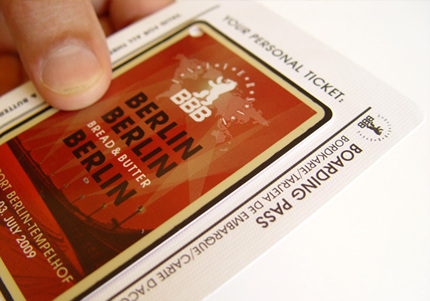 YOUR PERSONAL TICKET:
BBB
BERLIN
BERLIN
BREAD & BUTTER
BERLIN
BERLIN-TEMPELHOF
03. JULY 2009
BBB
BOARDING PASS
BORDKARTE/TARJETA DE EMBARQUE/CARTE D'ACC